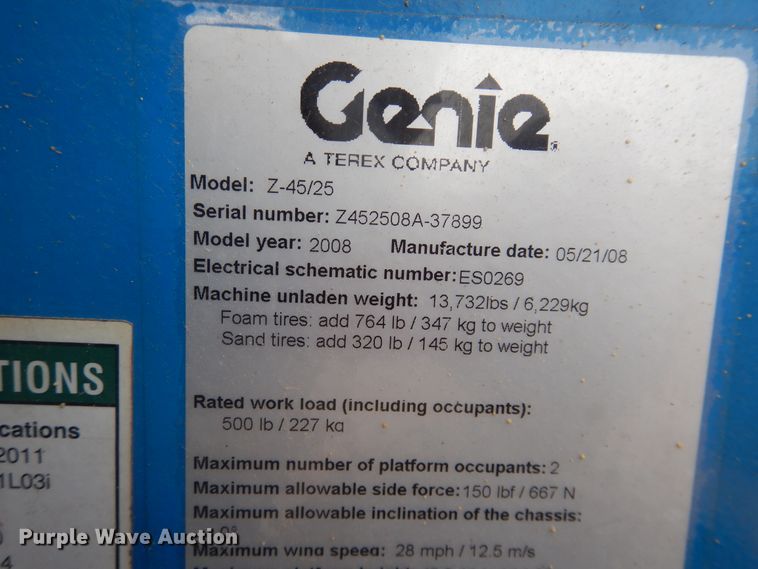 Genie
A TEREX COMPANY
Model: Z-45/25
Serial number: Z452508A-37899
Model year: 2008 Manufacture date: 05/21/08
Electrical schematic number: ES0269
Machine unladen weight: 13,732lbs / 6,229kg
Foam tires: add 764 lb / 347 kg to weight
Sand tires: add 320 lb / 145 kg to weight
Rated work load (including occupants):
500 lb / 227 kg
Maximum number of platform occupants: 2
Maximum allowable side force: 150 lbf / 667 N
Maximum allowable inclination of the chassis:
0°
Maximum wind speed: 28 mph / 12.5 m/s
IONS
cations
2011
1L03i
4
Purple Wave Auction